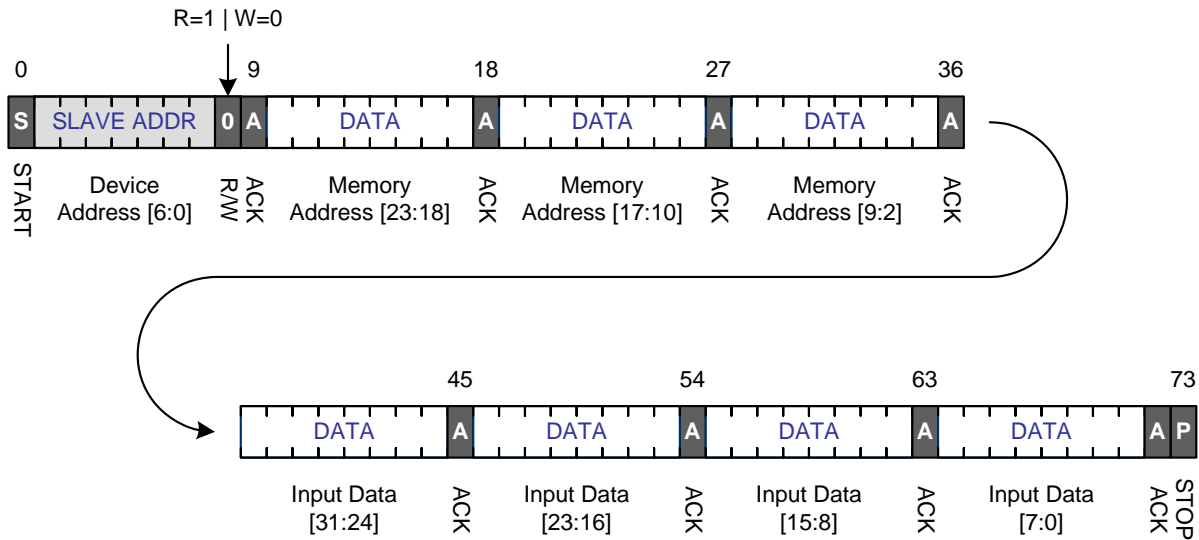 R=1 | W=0
0 9 18 27 36
S SLAVE ADDR 0 A DATA A DATA A DATA A
START Device Address [6:0] R/W ACK Memory Address [23:18] ACK Memory Address [17:10] ACK Memory Address [9:2] ACK
45 54 63 73
DATA A DATA A DATA A DATA A P
Input Data [31:24] ACK Input Data [23:16] ACK Input Data [15:8] ACK Input Data [7:0] ACK STOP